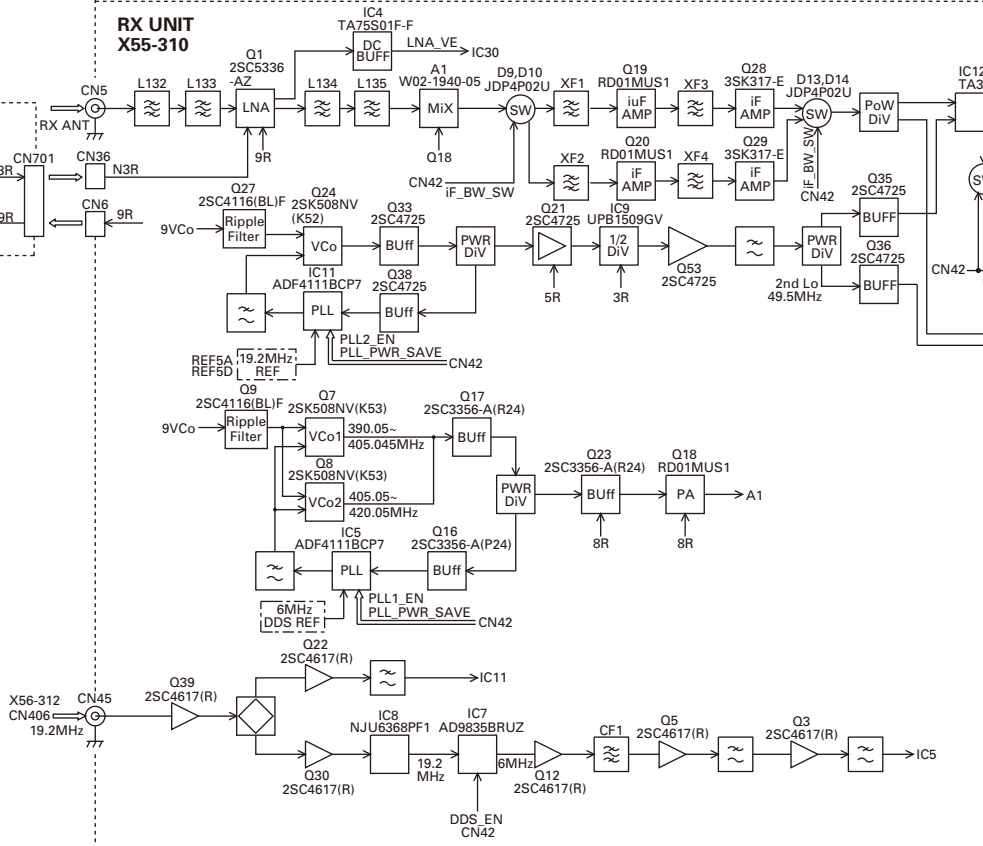 RX UNIT
X55-310
IC4
TA75S01F-F
DC
BUFF
LNA_VE
IC30
Q1
2SC5336
-AZ
LNA
9R
CN5
RX ANT
L132
L133
L134
L135
A1
W02-1940-05
MiX
Q18
D9,D10
JDP4P02U
SW
CN42
iF_BW_SW
XF1
Q19
RD01MUS1
iuF
AMP
XF3
Q28
3SK317-E
iF
AMP
D13,D14
JDP4P02U
SW
iF_BW_SW
CN42
PoW
DiV
IC12
TA3
XF2
Q20
RD01MUS1
iF
AMP
XF4
Q29
3SK317-E
iF
AMP
CN701
3R
9R
CN36
N3R
CN6
9R
9VCo
Q27
2SC4116(BL)F
Ripple
Filter
Q24
2SK508NV
(K52)
VCo
Q33
2SC4725
BUff
PWR
DiV
Q21
2SC4725
5R
IC9
UPB1509GV
1/2
DiV
3R
Q53
2SC4725
PWR
DiV
2nd Lo
49.5MHz
Q35
2SC4725
BUFF
Q36
2SC4725
BUFF
CN42
IC11
ADF4111BCP7
PLL
Q38
2SC4725
BUff
PLL2_EN
PLL_PWR_SAVE
CN42
REF5A
REF5D
19.2MHz
REF
9VCo
Q9
2SC4116(BL)F
Ripple
Filter
Q7
2SK508NV(K53)
VCo1
390.05~
405.045MHz
Q8
2SK508NV(K53)
VCo2
405.05~
420.05MHz
Q17
2SC3356-A(R24)
BUff
PWR
DiV
Q23
2SC3356-A(R24)
BUff
8R
Q18
RD01MUS1
PA
8R
A1
IC5
ADF4111BCP7
PLL
Q16
2SC3356-A(P24)
BUff
PLL1_EN
PLL_PWR_SAVE
CN42
6MHz
DDS REF
X56-312
CN406
19.2MHz
CN45
Q39
2SC4617(R)
Q22
2SC4617(R)
IC11
Q30
2SC4617(R)
IC8
NJU6368PF1
19.2
MHz
IC7
AD9835BRUZ
DDS_EN
CN42
6MHz
Q12
2SC4617(R)
CF1
Q5
2SC4617(R)
Q3
2SC4617(R)
IC5